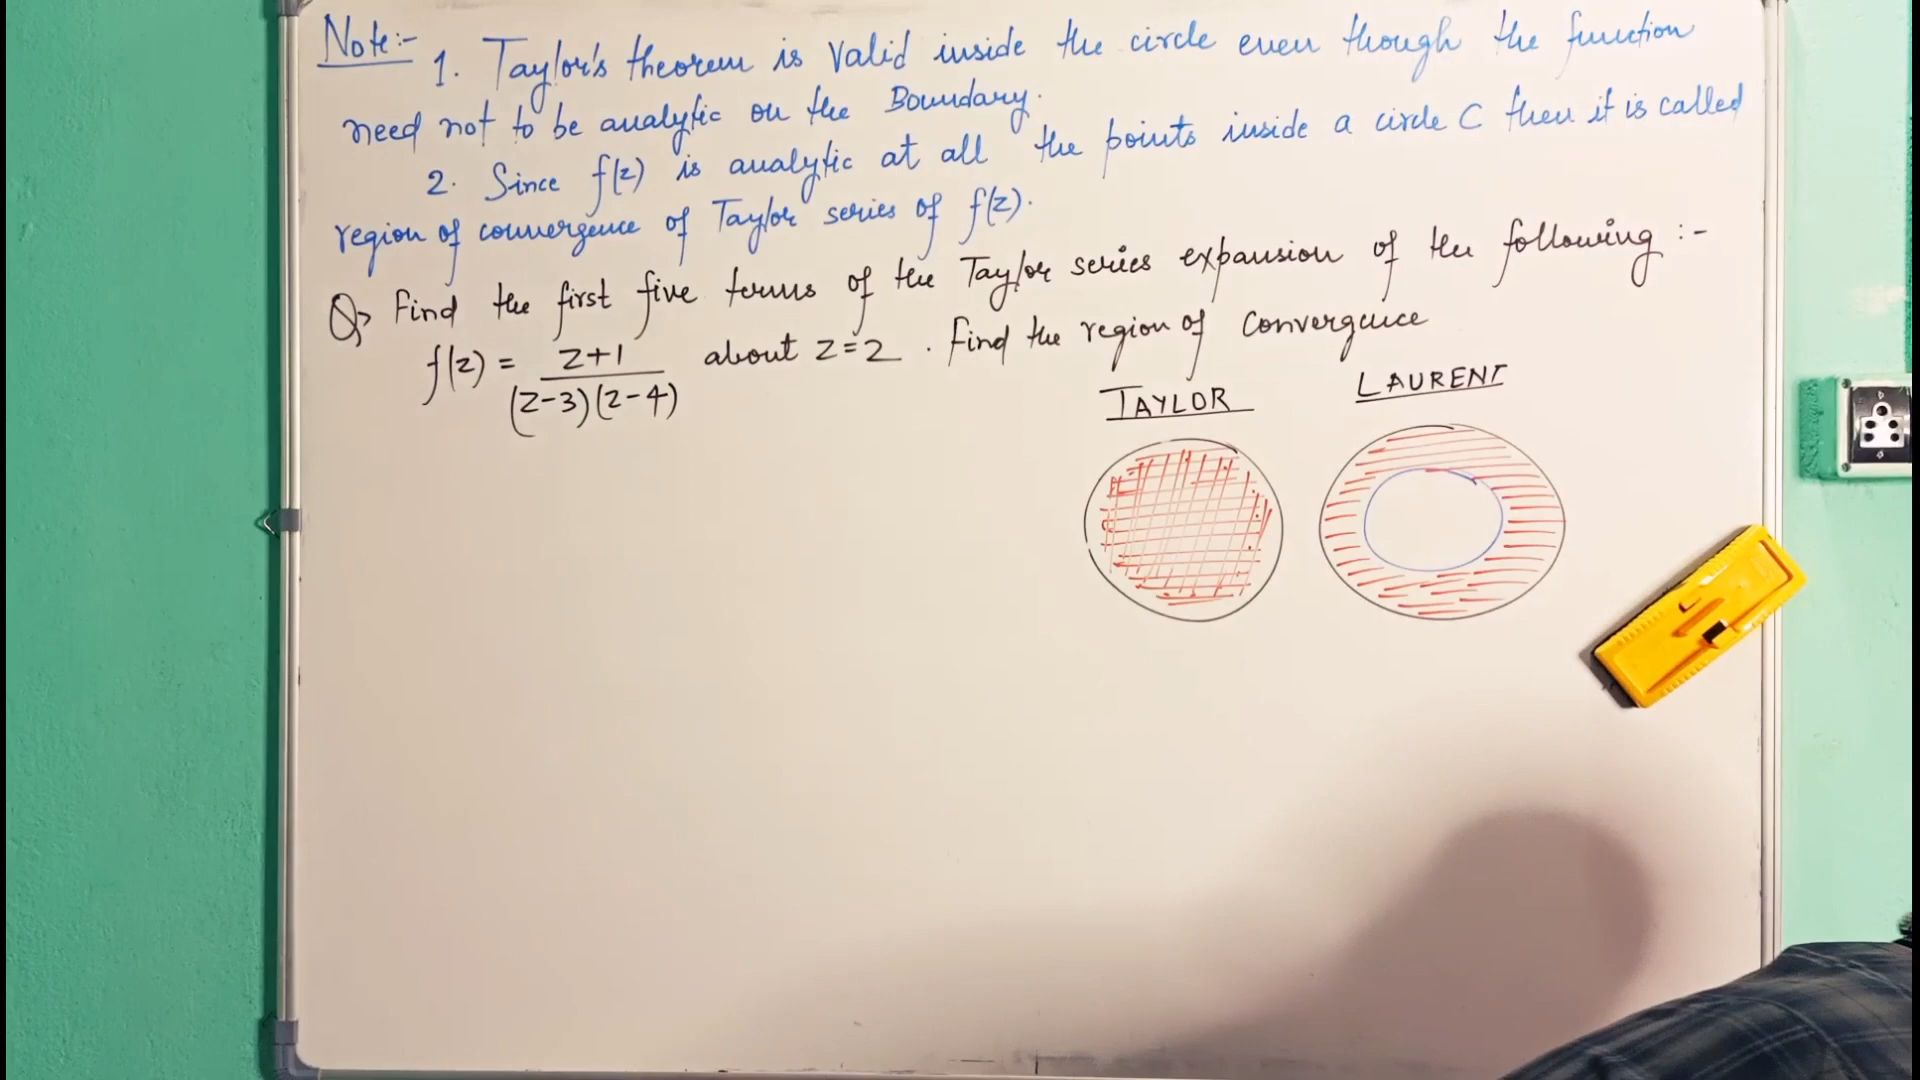 Note:-
1. Taylor's theorem is valid inside the circle even though the function
need not to be analytic on the Boundary.
2. Since f(z) is analytic at all the points inside a circle C then it is called
region of convergence of Taylor series of f(z).
Q> Find the first five terms of the Taylor series expansion of the following :-
f(z) = z+1 / (z-3)(z-4) about z=2 . Find the region of convergence
TAYLOR
LAURENT